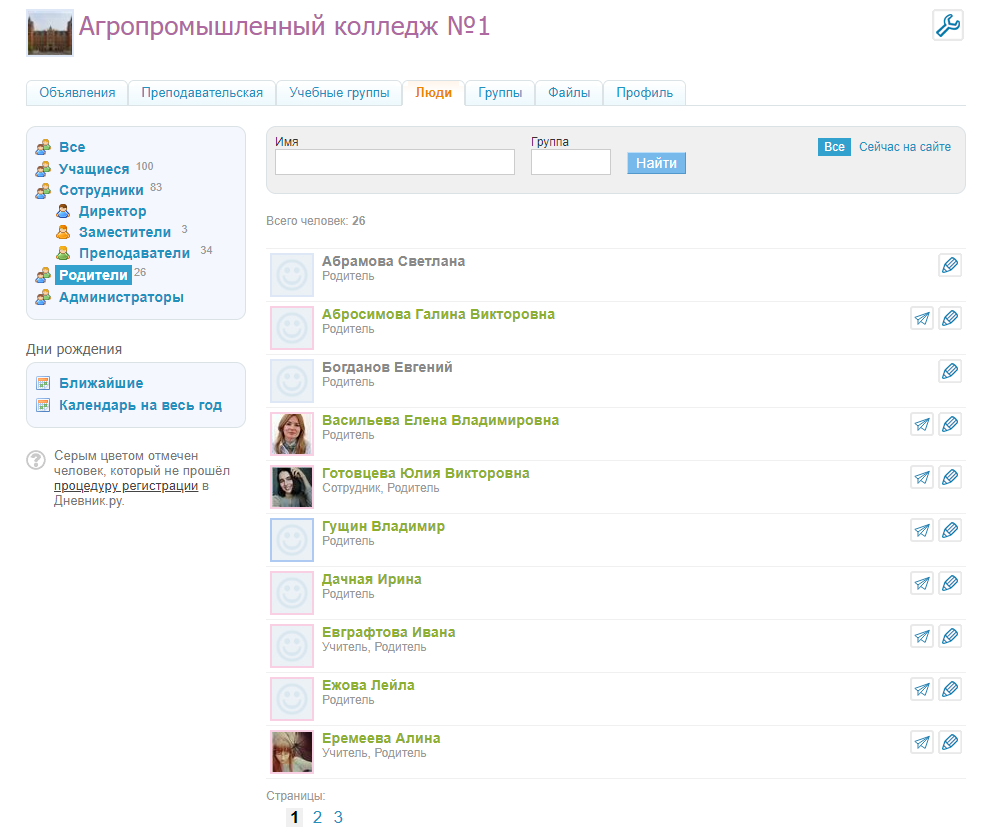 Агропромышленный колледж №1
Объявления Преподавательская Учебные группы Люди Группы Файлы Профиль
Все
Учащиеся 100
Сотрудники 83
Директор
Заместители 3
Преподаватели 34
Родители 26
Администраторы
Дни рождения
Ближайшие
Календарь на весь год
? Серым цветом отмечен
человек, который не прошёл
процедуру регистрации в
Дневник.ру.
Имя Группа
Найти
Все Сейчас на сайте
Всего человек: 26
Абрамова Светлана
Родитель
Абросимова Галина Викторовна
Родитель
Богданов Евгений
Родитель
Васильева Елена Владимировна
Родитель
Готовцева Юлия Викторовна
Сотрудник, Родитель
Гущин Владимир
Родитель
Дачная Ирина
Родитель
Евграфтова Ивана
Учитель, Родитель
Ежова Лейла
Родитель
Еремеева Алина
Учитель, Родитель
Страницы:
1 2 3